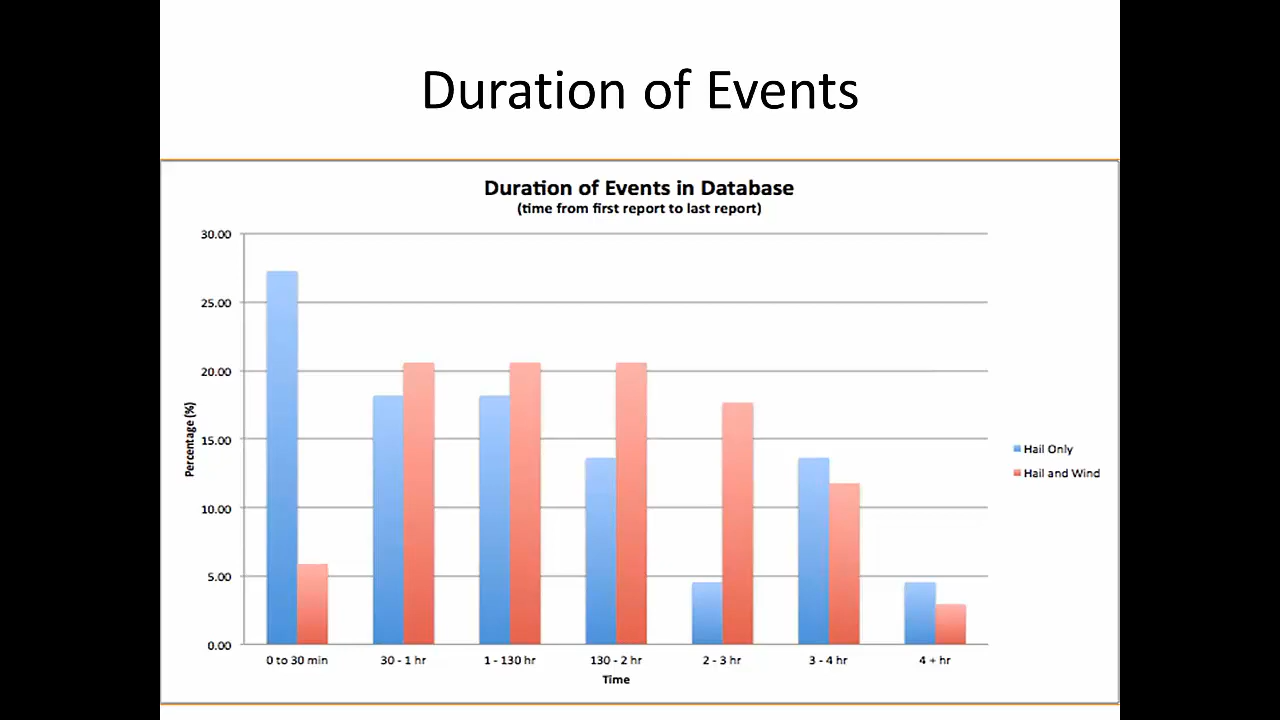 Duration of Events
Duration of Events in Database
(time from first report to last report)
30.00
25.00
20.00
15.00
10.00
5.00
0.00
Percentage (%)
0 to 30 min
30 - 1 hr
1 - 130 hr
130 - 2 hr
2 - 3 hr
3 - 4 hr
4 + hr
Time
Hail Only
Hail and Wind